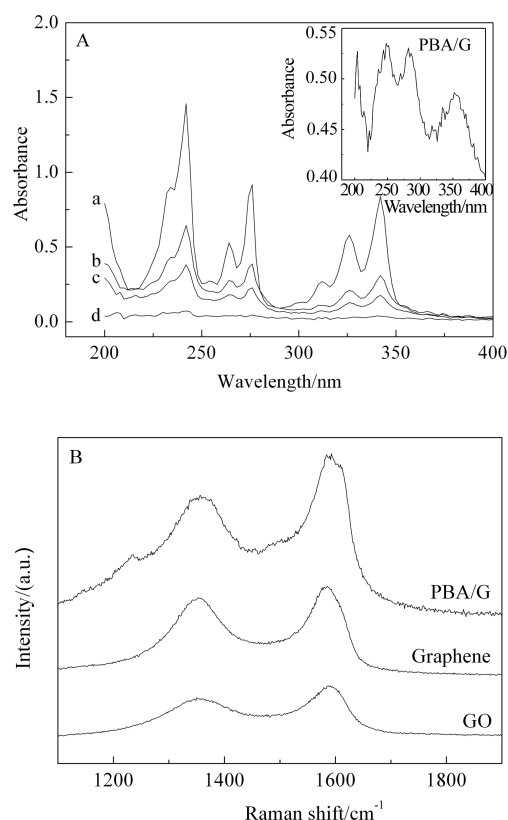 A
PBA/G
Absorbance
0.55
0.50
0.45
0.40
200 250 300 350 400
Wavelength/nm
Absorbance
2.0
1.5
1.0
0.5
0.0
a
b
c
d
200 250 300 350 400
Wavelength/nm
B
Intensity/(a.u.)
PBA/G
Graphene
GO
1200 1400 1600 1800
Raman shift/cm⁻¹